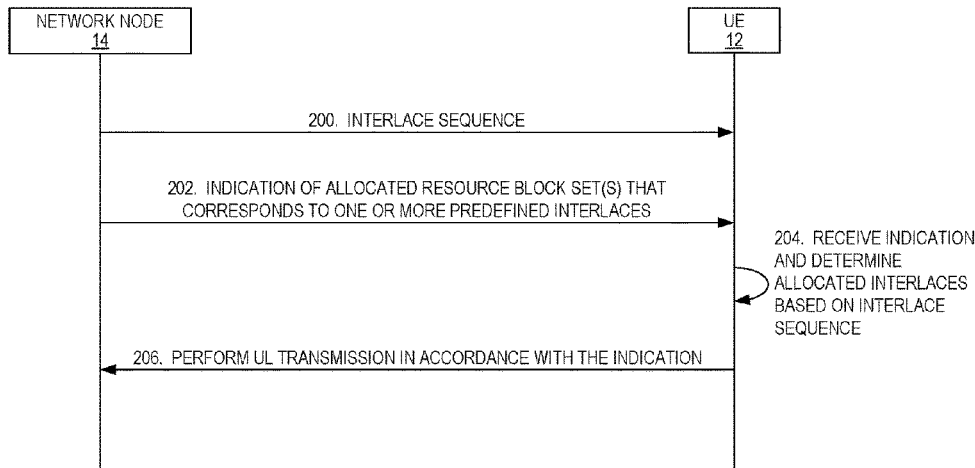 NETWORK NODE
14
UE
12
200. INTERLACE SEQUENCE
202. INDICATION OF ALLOCATED RESOURCE BLOCK SET(S) THAT
CORRESPONDS TO ONE OR MORE PREDEFINED INTERLACES
204. RECEIVE INDICATION
AND DETERMINE
ALLOCATED INTERLACES
BASED ON INTERLACE
SEQUENCE
206. PERFORM UL TRANSMISSION IN ACCORDANCE WITH THE INDICATION